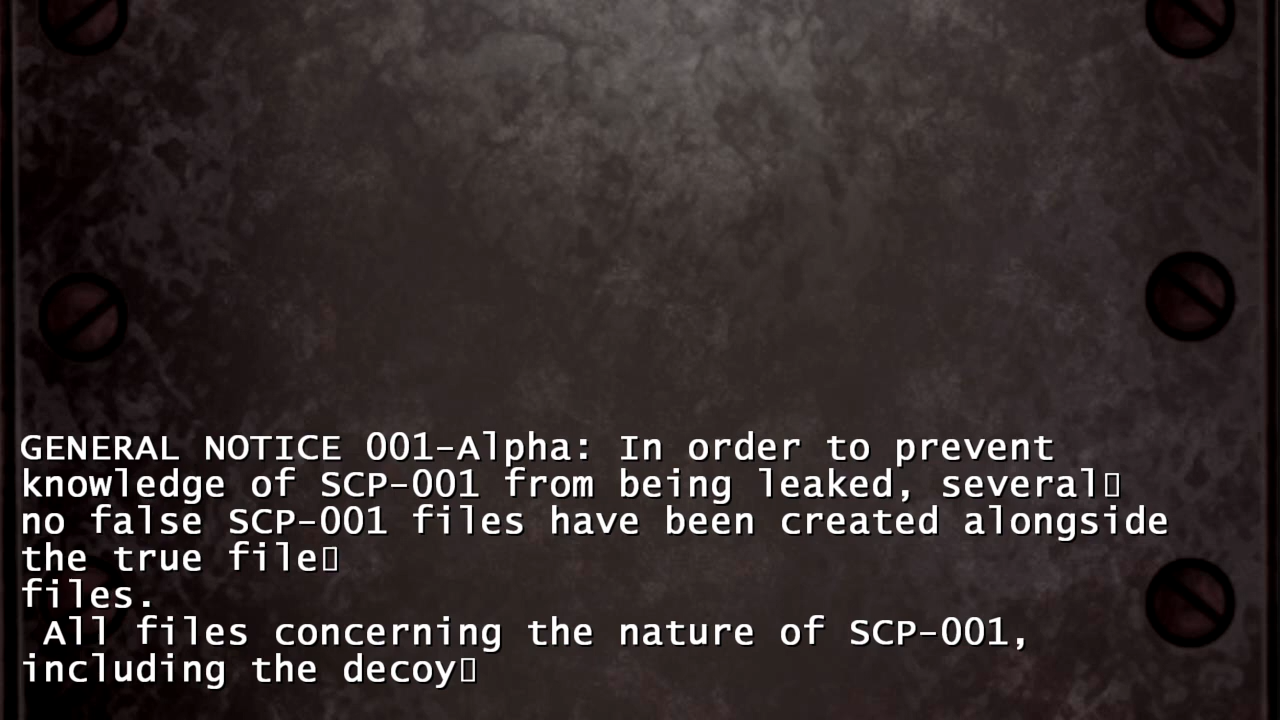 GENERAL NOTICE 001-Alpha: In order to prevent
knowledge of SCP-001 from being leaked, several▯
no false SCP-001 files have been created alongside
the true file▯
files.
All files concerning the nature of SCP-001,
including the decoy▯